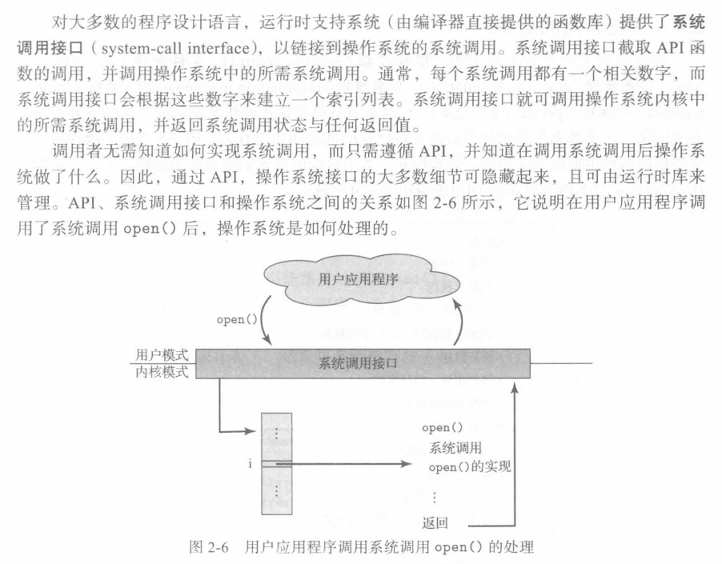 对大多数的程序设计语言，运行时支持系统（由编译器直接提供的函数库）提供了系统
调用接口（system-call interface），以链接到操作系统的系统调用。系统调用接口截取 API 函
数的调用，并调用操作系统中的所需系统调用。通常，每个系统调用都有一个相关数字，而
系统调用接口会根据这些数字来建立一个索引列表。系统调用接口就可调用操作系统内核中
的所需系统调用，并返回系统调用状态与任何返回值。
调用者无需知道如何实现系统调用，而只需遵循 API，并知道在调用系统调用后操作系
统做了什么。因此，通过 API，操作系统接口的大多数细节可隐藏起来，且可由运行时库来
管理。API、系统调用接口和操作系统之间的关系如图 2-6 所示，它说明在用户应用程序调
用了系统调用 open() 后，操作系统是如何处理的。
用户应用程序
open()
用户模式
系统调用接口
内核模式
⋮
i
⋮
open()
系统调用
open()的实现
⋮
返回
图 2-6 用户应用程序调用系统调用 open() 的处理